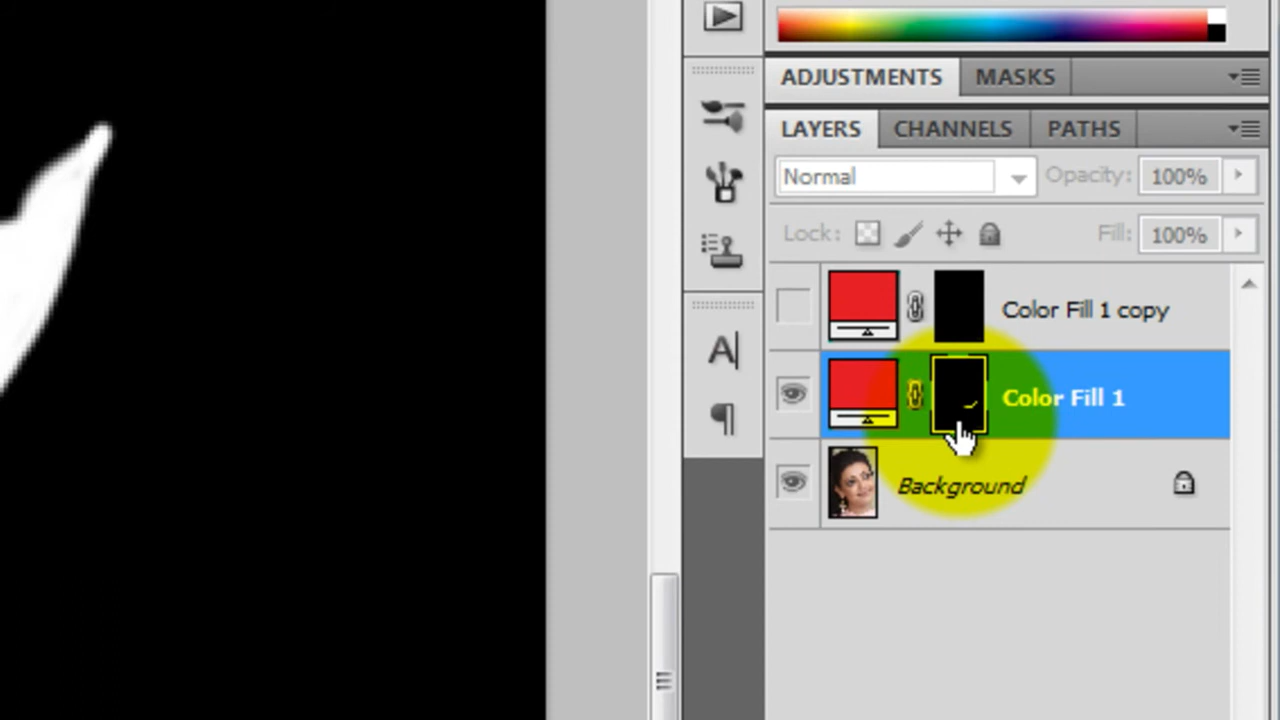 ADJUSTMENTS MASKS
LAYERS CHANNELS PATHS
Normal Opacity: 100%
Lock: Fill: 100%
Color Fill 1 copy
Color Fill 1
A
Background